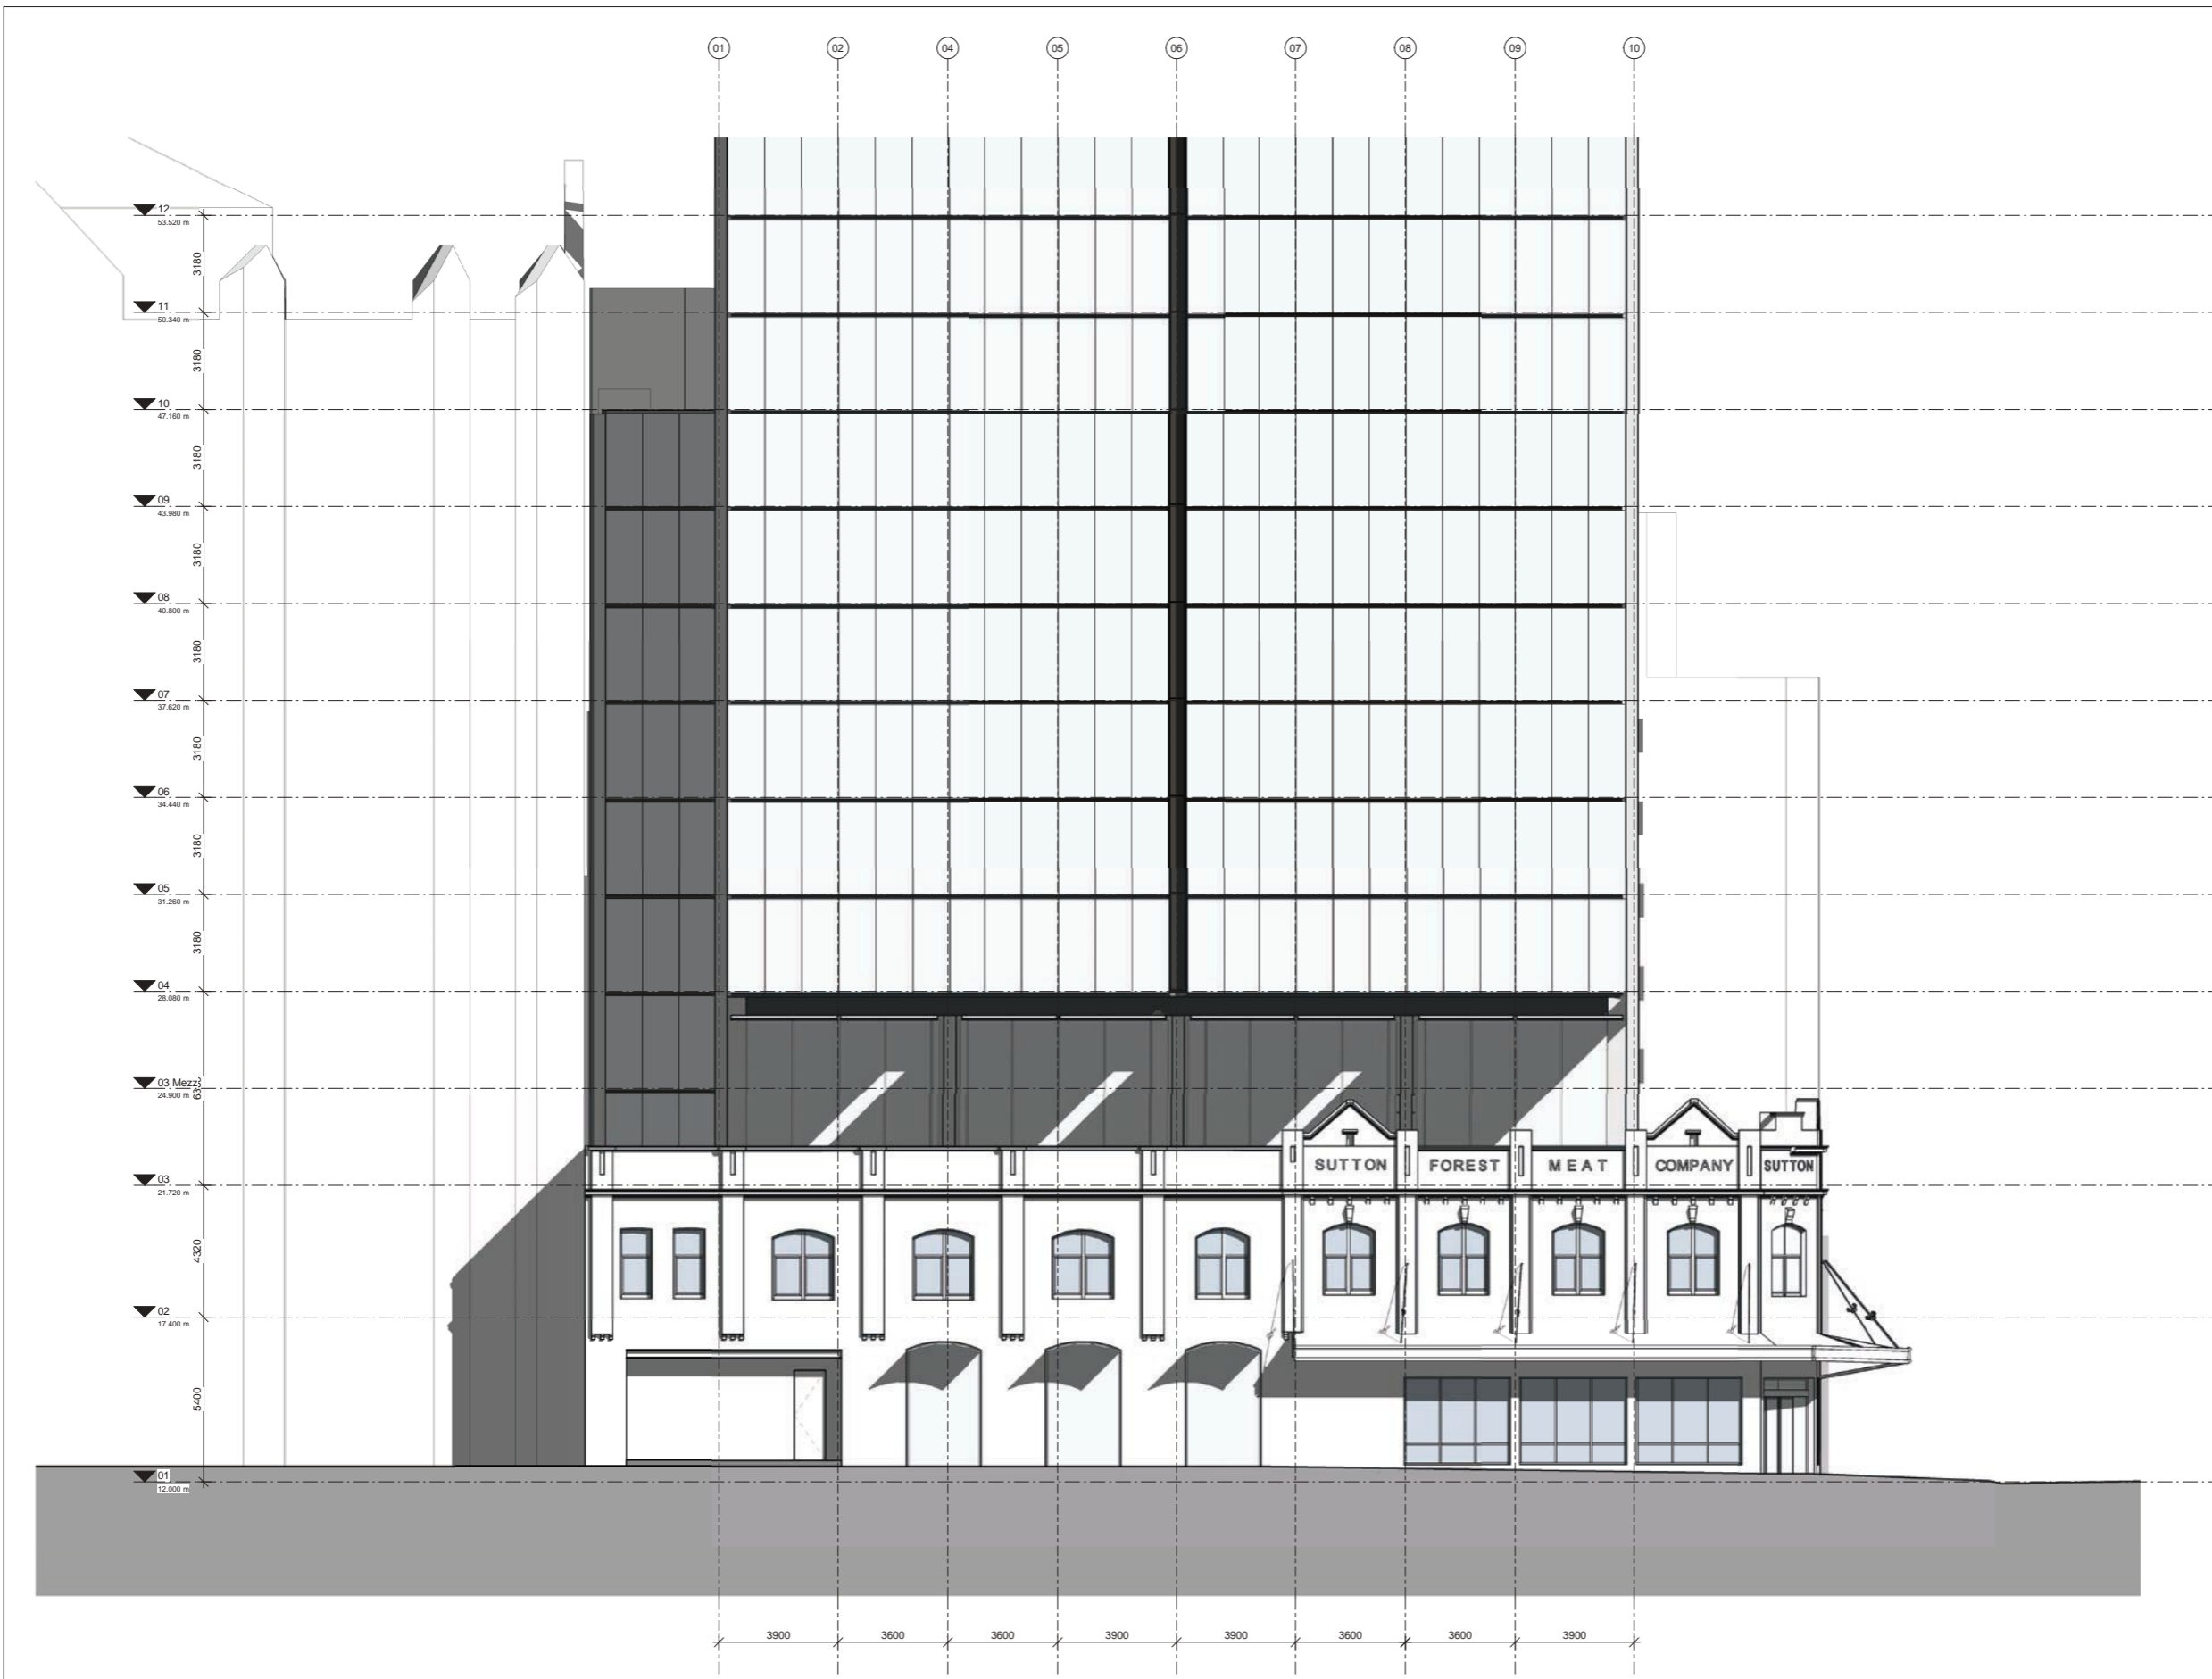 01 02 04 05 06 07 08 09 10
12
53.520 m
3180
11
50.340 m
3180
10
47.160 m
3180
09
43.980 m
3180
08
40.800 m
3180
07
37.620 m
3180
06
34.440 m
3180
05
31.260 m
3180
04
28.080 m
03 Mezz
24.900 m
SUTTON FOREST MEAT COMPANY SUTTON
03
21.720 m
4320
02
17.400 m
5400
01
12.000 m
3900 3600 3600 3900 3900 3600 3600 3900